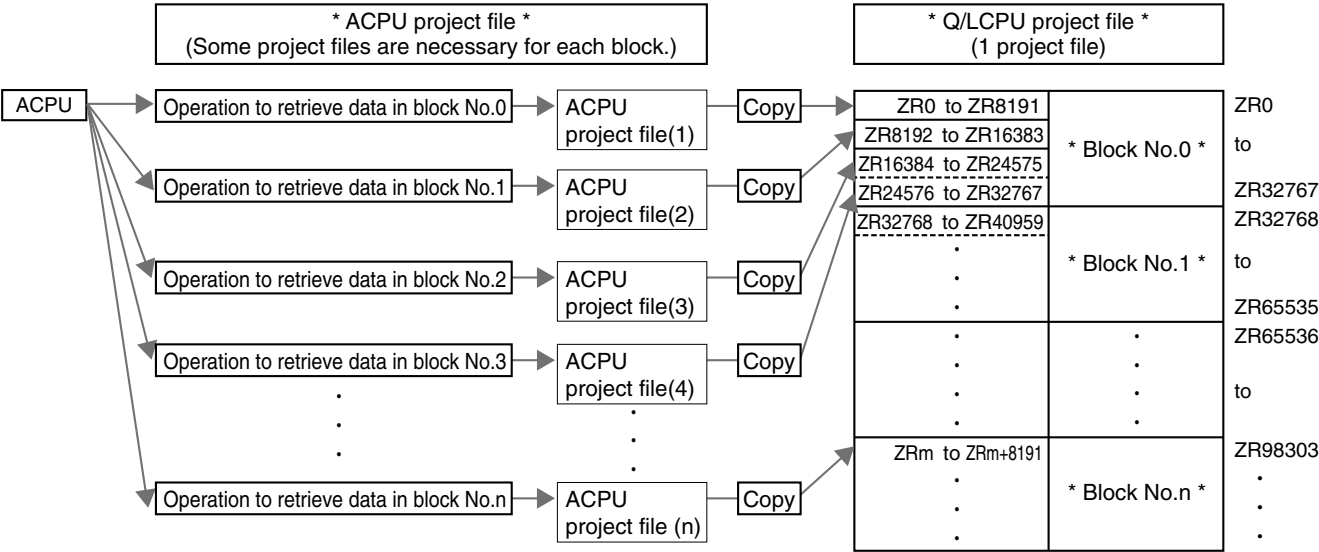 * ACPU project file *
(Some project files are necessary for each block.)
* Q/LCPU project file *
(1 project file)
ACPU
Operation to retrieve data in block No.0
ACPU
project file(1)
Copy
Operation to retrieve data in block No.1
ACPU
project file(2)
Copy
Operation to retrieve data in block No.2
ACPU
project file(3)
Copy
Operation to retrieve data in block No.3
ACPU
project file(4)
Copy
Operation to retrieve data in block No.n
ACPU
project file (n)
Copy
ZR0 to ZR8191
ZR8192 to ZR16383
ZR16384 to ZR24575
ZR24576 to ZR32767
ZR32768 to ZR40959
ZRm to ZRm+8191
* Block No.0 *
* Block No.1 *
* Block No.n *
ZR0
to
ZR32767
ZR32768
to
ZR65535
ZR65536
to
ZR98303